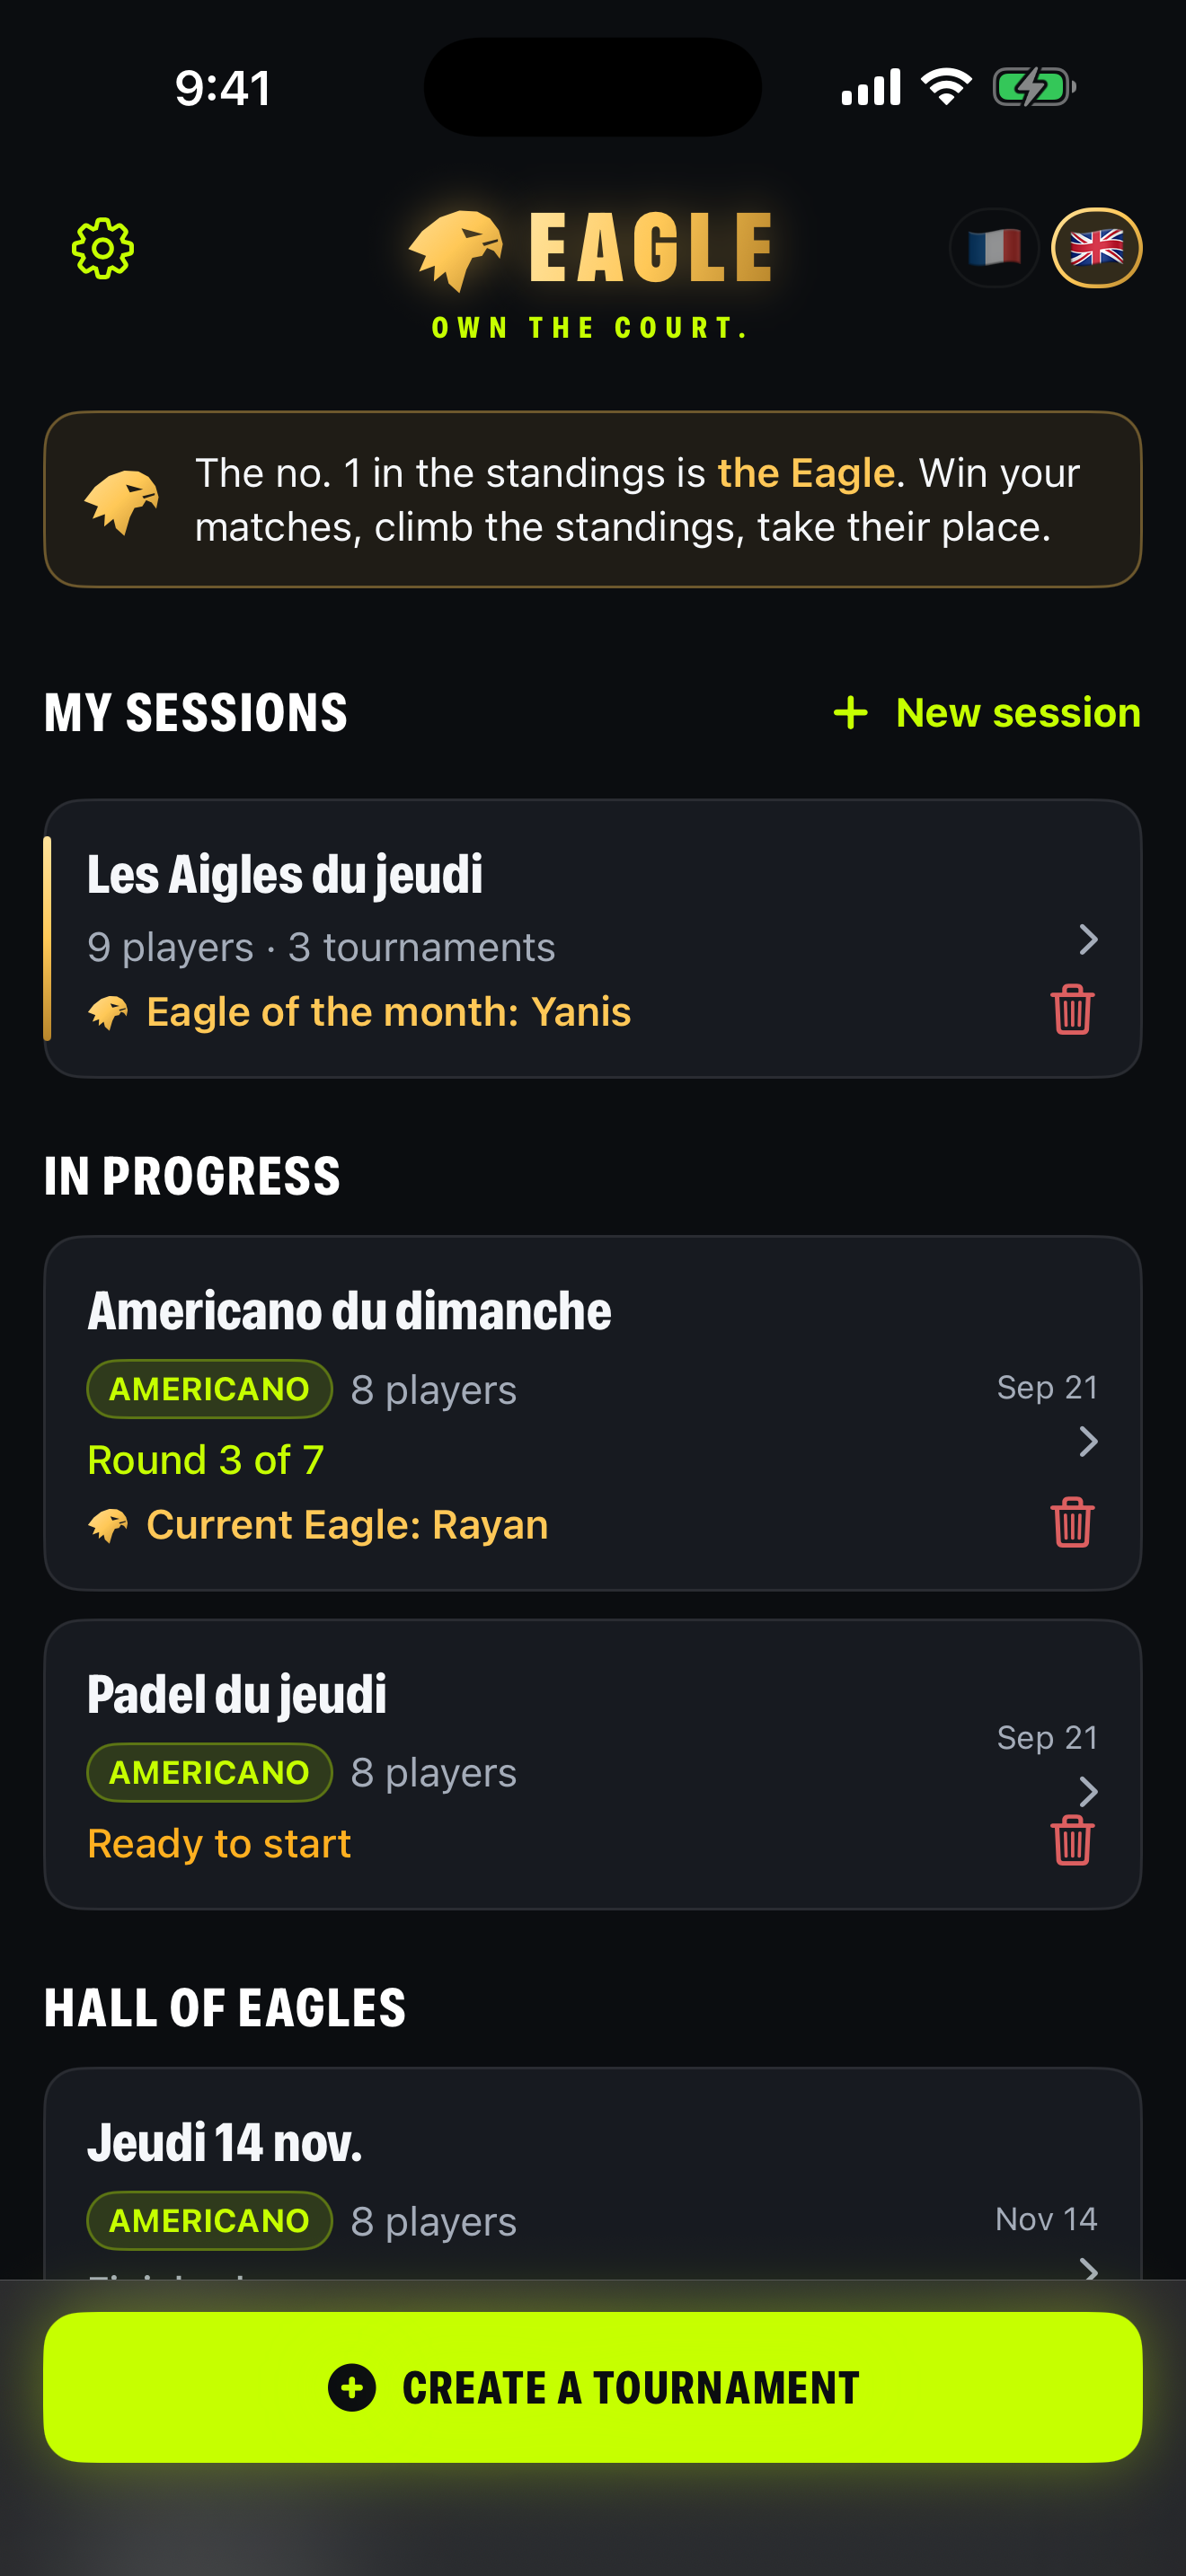 9:41
EAGLE
OWN THE COURT.
The no. 1 in the standings is the Eagle. Win your
matches, climb the standings, take their place.
MY SESSIONS
New session
Les Aigles du jeudi
9 players · 3 tournaments
Eagle of the month: Yanis
IN PROGRESS
Americano du dimanche
AMERICANO 8 players
Sep 21
Round 3 of 7
Current Eagle: Rayan
Padel du jeudi
Sep 21
AMERICANO 8 players
Ready to start
HALL OF EAGLES
Jeudi 14 nov.
AMERICANO 8 players
Nov 14
CREATE A TOURNAMENT